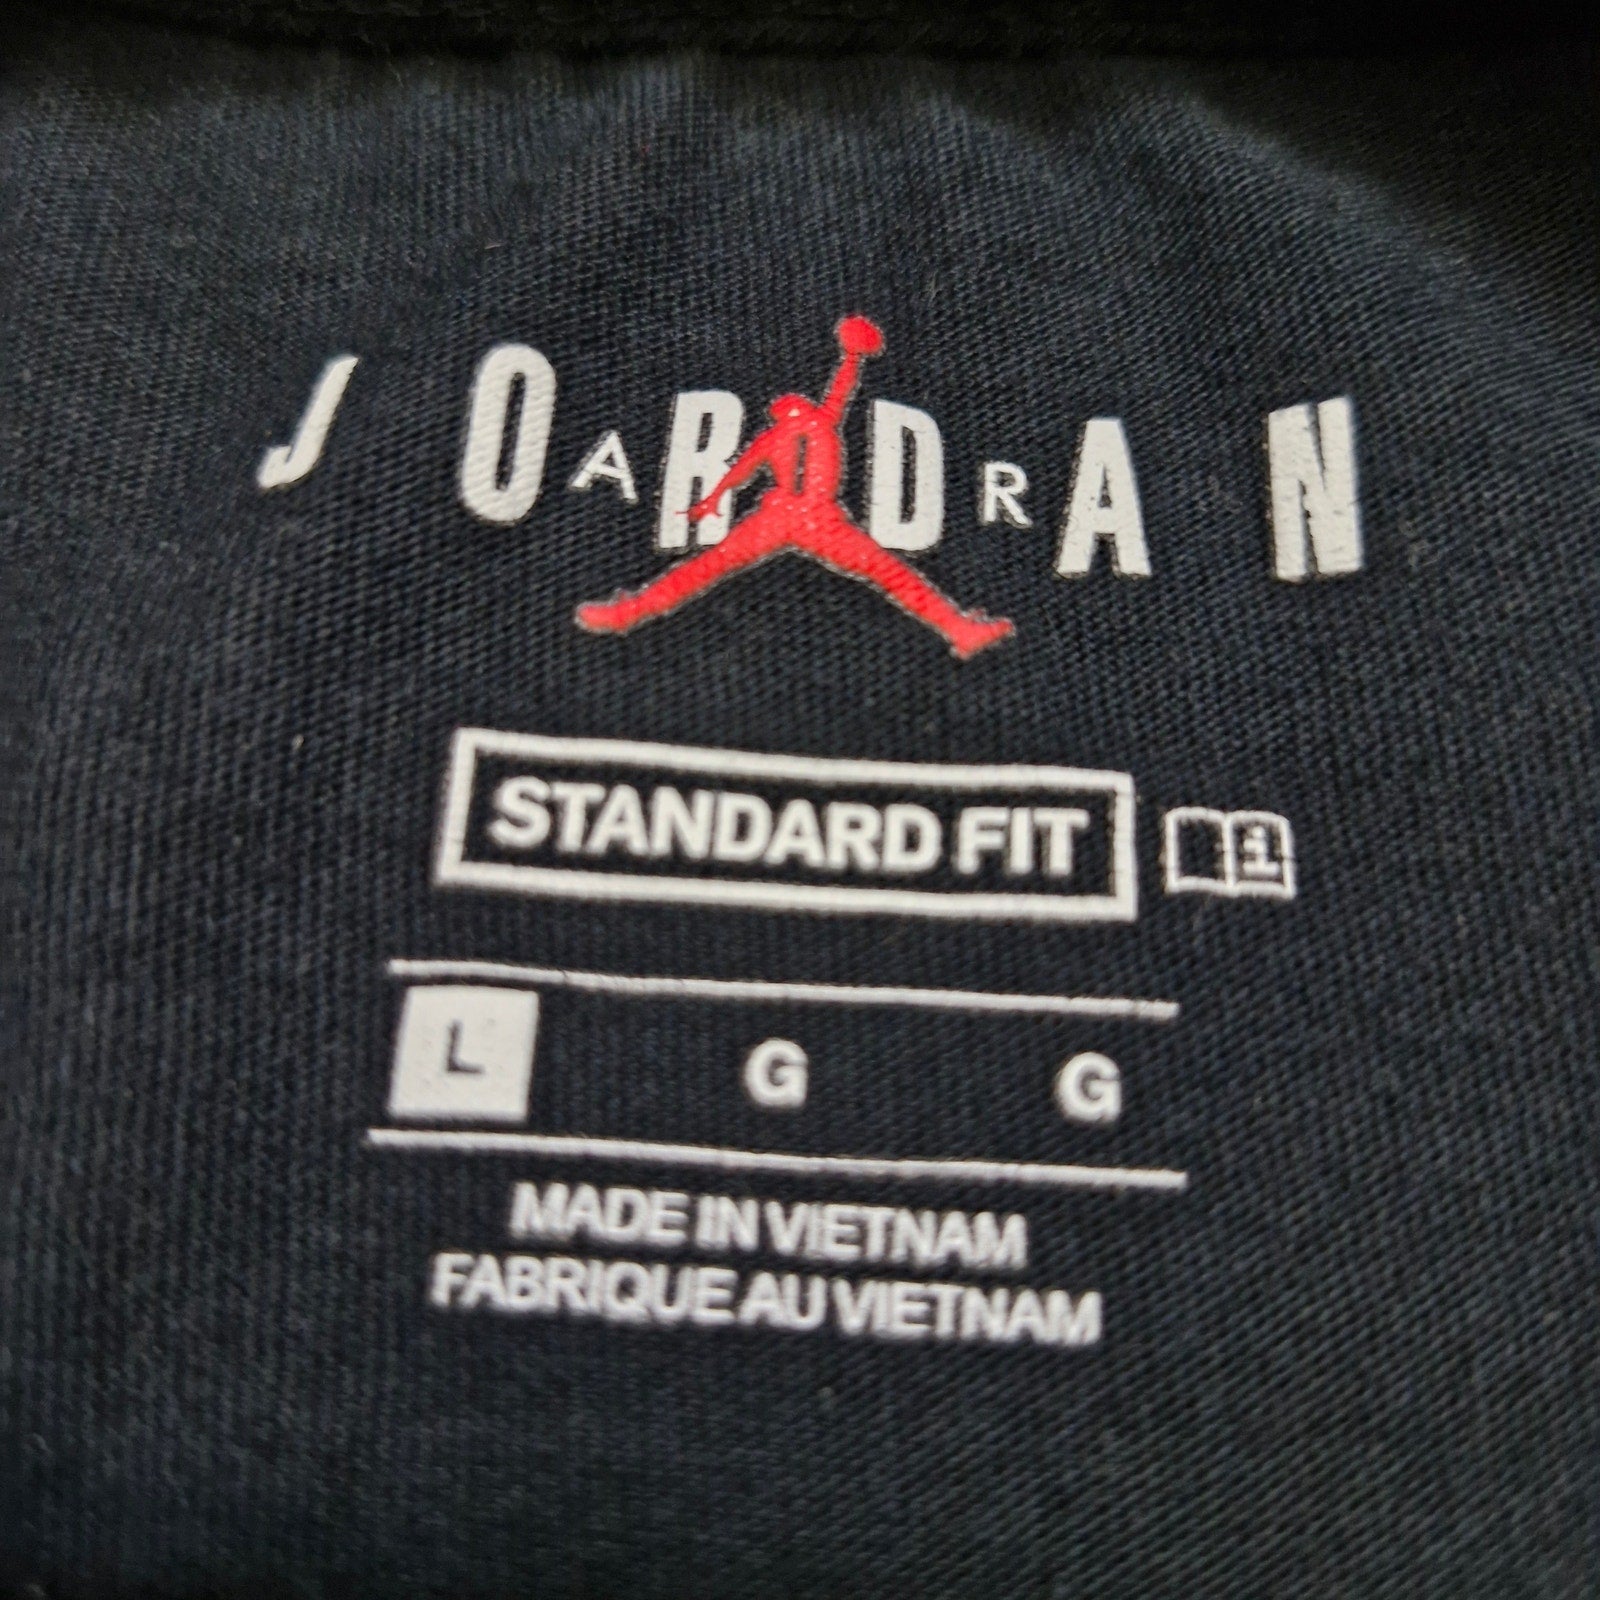 JORDAN
AIR
STANDARD FIT i
L G G
MADE IN VIETNAM
FABRIQUE AU VIETNAM